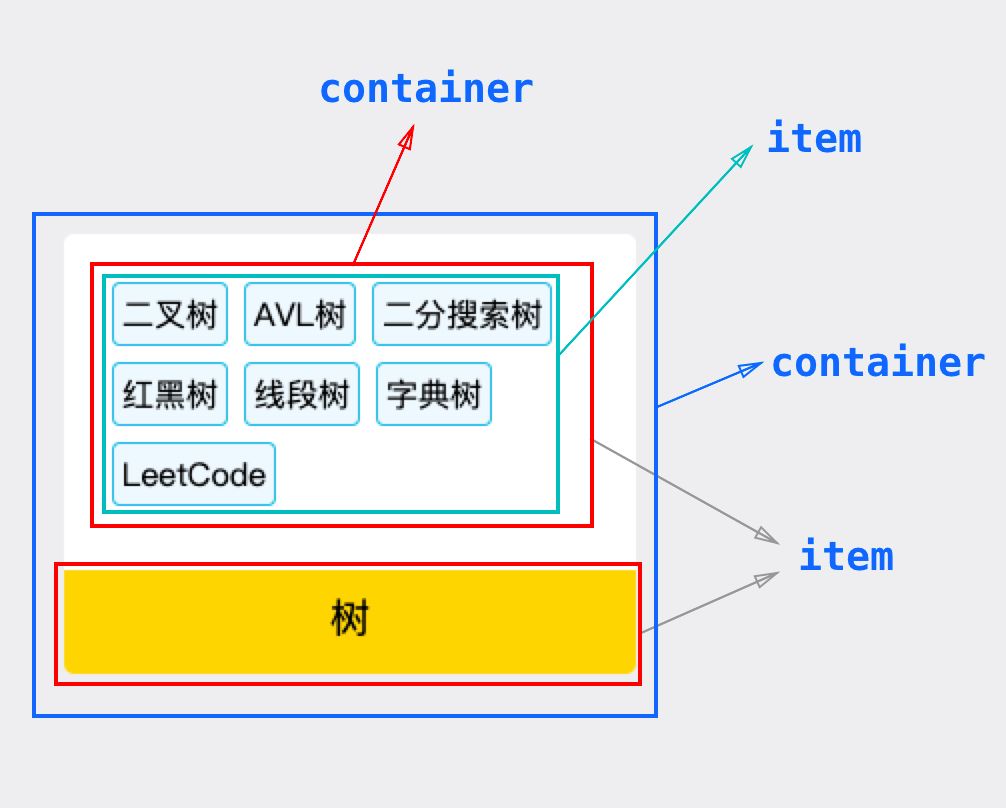 container
item
二叉树 AVL树 二分搜索树
红黑树 线段树 字典树
LeetCode
container
item
树